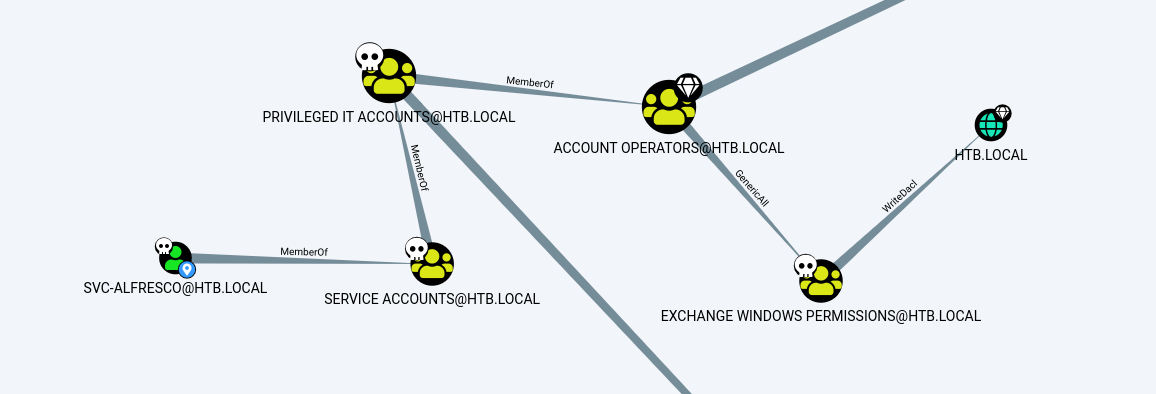 MemberOf
PRIVILEGED IT ACCOUNTS@HTB.LOCAL
ACCOUNT OPERATORS@HTB.LOCAL
HTB.LOCAL
MemberOf
GenericAll
WriteDacl
MemberOf
SVC-ALFRESCO@HTB.LOCAL
SERVICE ACCOUNTS@HTB.LOCAL
EXCHANGE WINDOWS PERMISSIONS@HTB.LOCAL